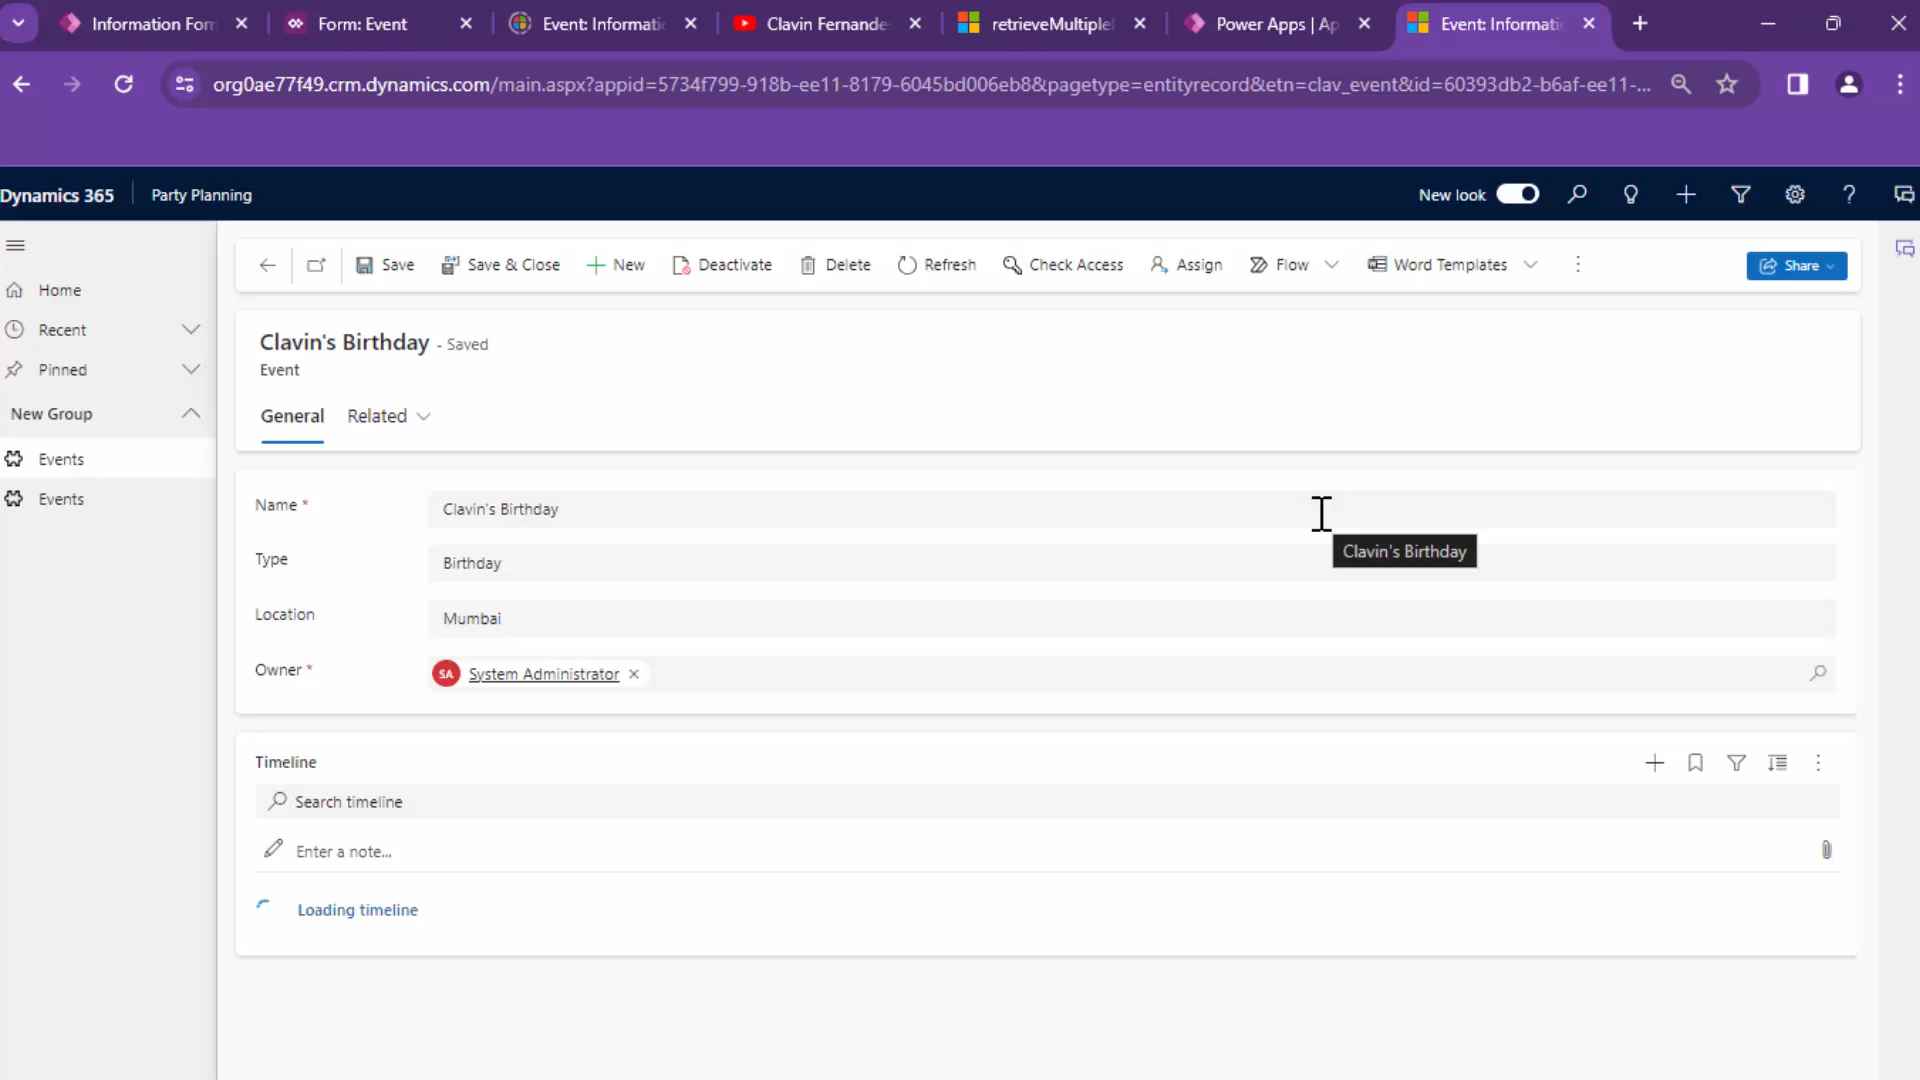 Information For
Form: Event
Event: Informati
Clavin Fernande
retrieveMultiple
Power Apps | Ap
Event: Informati
org0ae77f49.crm.dynamics.com/main.aspx?appid=5734f799-918b-ee11-8179-6045bd006eb8&pagetype=entityrecord&etn=clav_event&id=60393db2-b6af-ee11-...
Dynamics 365
Party Planning
New look
Save
Save & Close
New
Deactivate
Delete
Refresh
Check Access
Assign
Flow
Word Templates
Share
Home
Recent
Pinned
New Group
Events
Events
Clavin's Birthday - Saved
Event
General
Related
Name *
Clavin's Birthday
Clavin's Birthday
Type
Birthday
Location
Mumbai
Owner *
SA System Administrator
Timeline
Search timeline
Enter a note...
Loading timeline